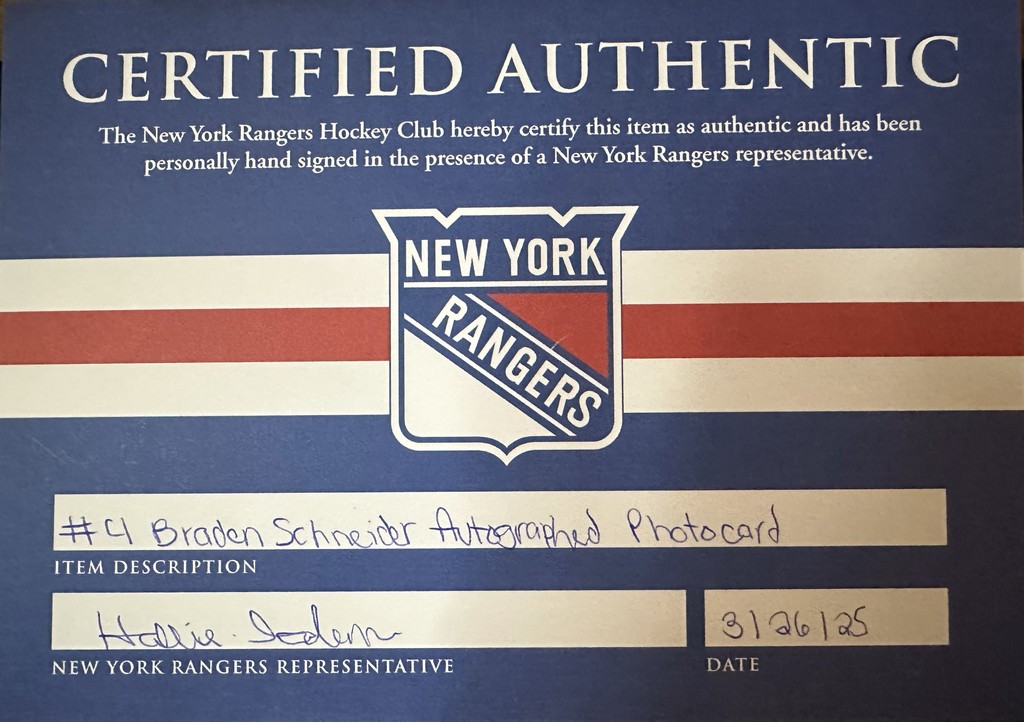 CERTIFIED AUTHENTIC
The New York Rangers Hockey Club hereby certify this item as authentic and has been
personally hand signed in the presence of a New York Rangers representative.
NEW YORK
RANGERS
#4 Braden Schneider Autographed Photocard
ITEM DESCRIPTION
Hollie
NEW YORK RANGERS REPRESENTATIVE
3/26/25
DATE